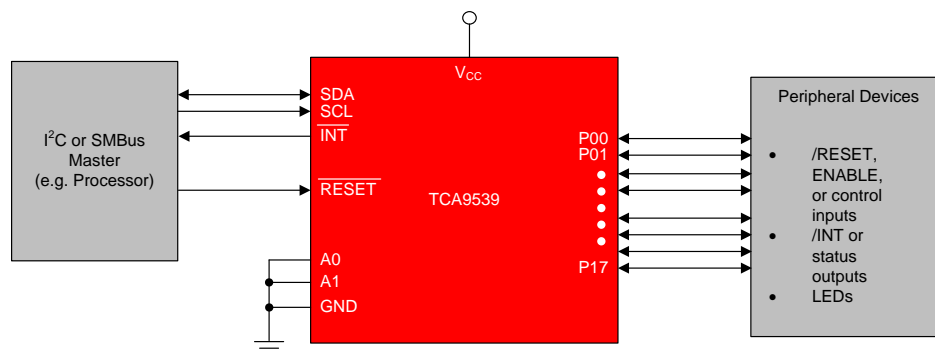 V_CC
I²C or SMBus
Master
(e.g. Processor)
SDA
SCL
INT
RESET
A0
A1
GND
TCA9539
P00
P01
P17
Peripheral Devices
• /RESET,
ENABLE,
or control
inputs
• /INT or
status
outputs
• LEDs